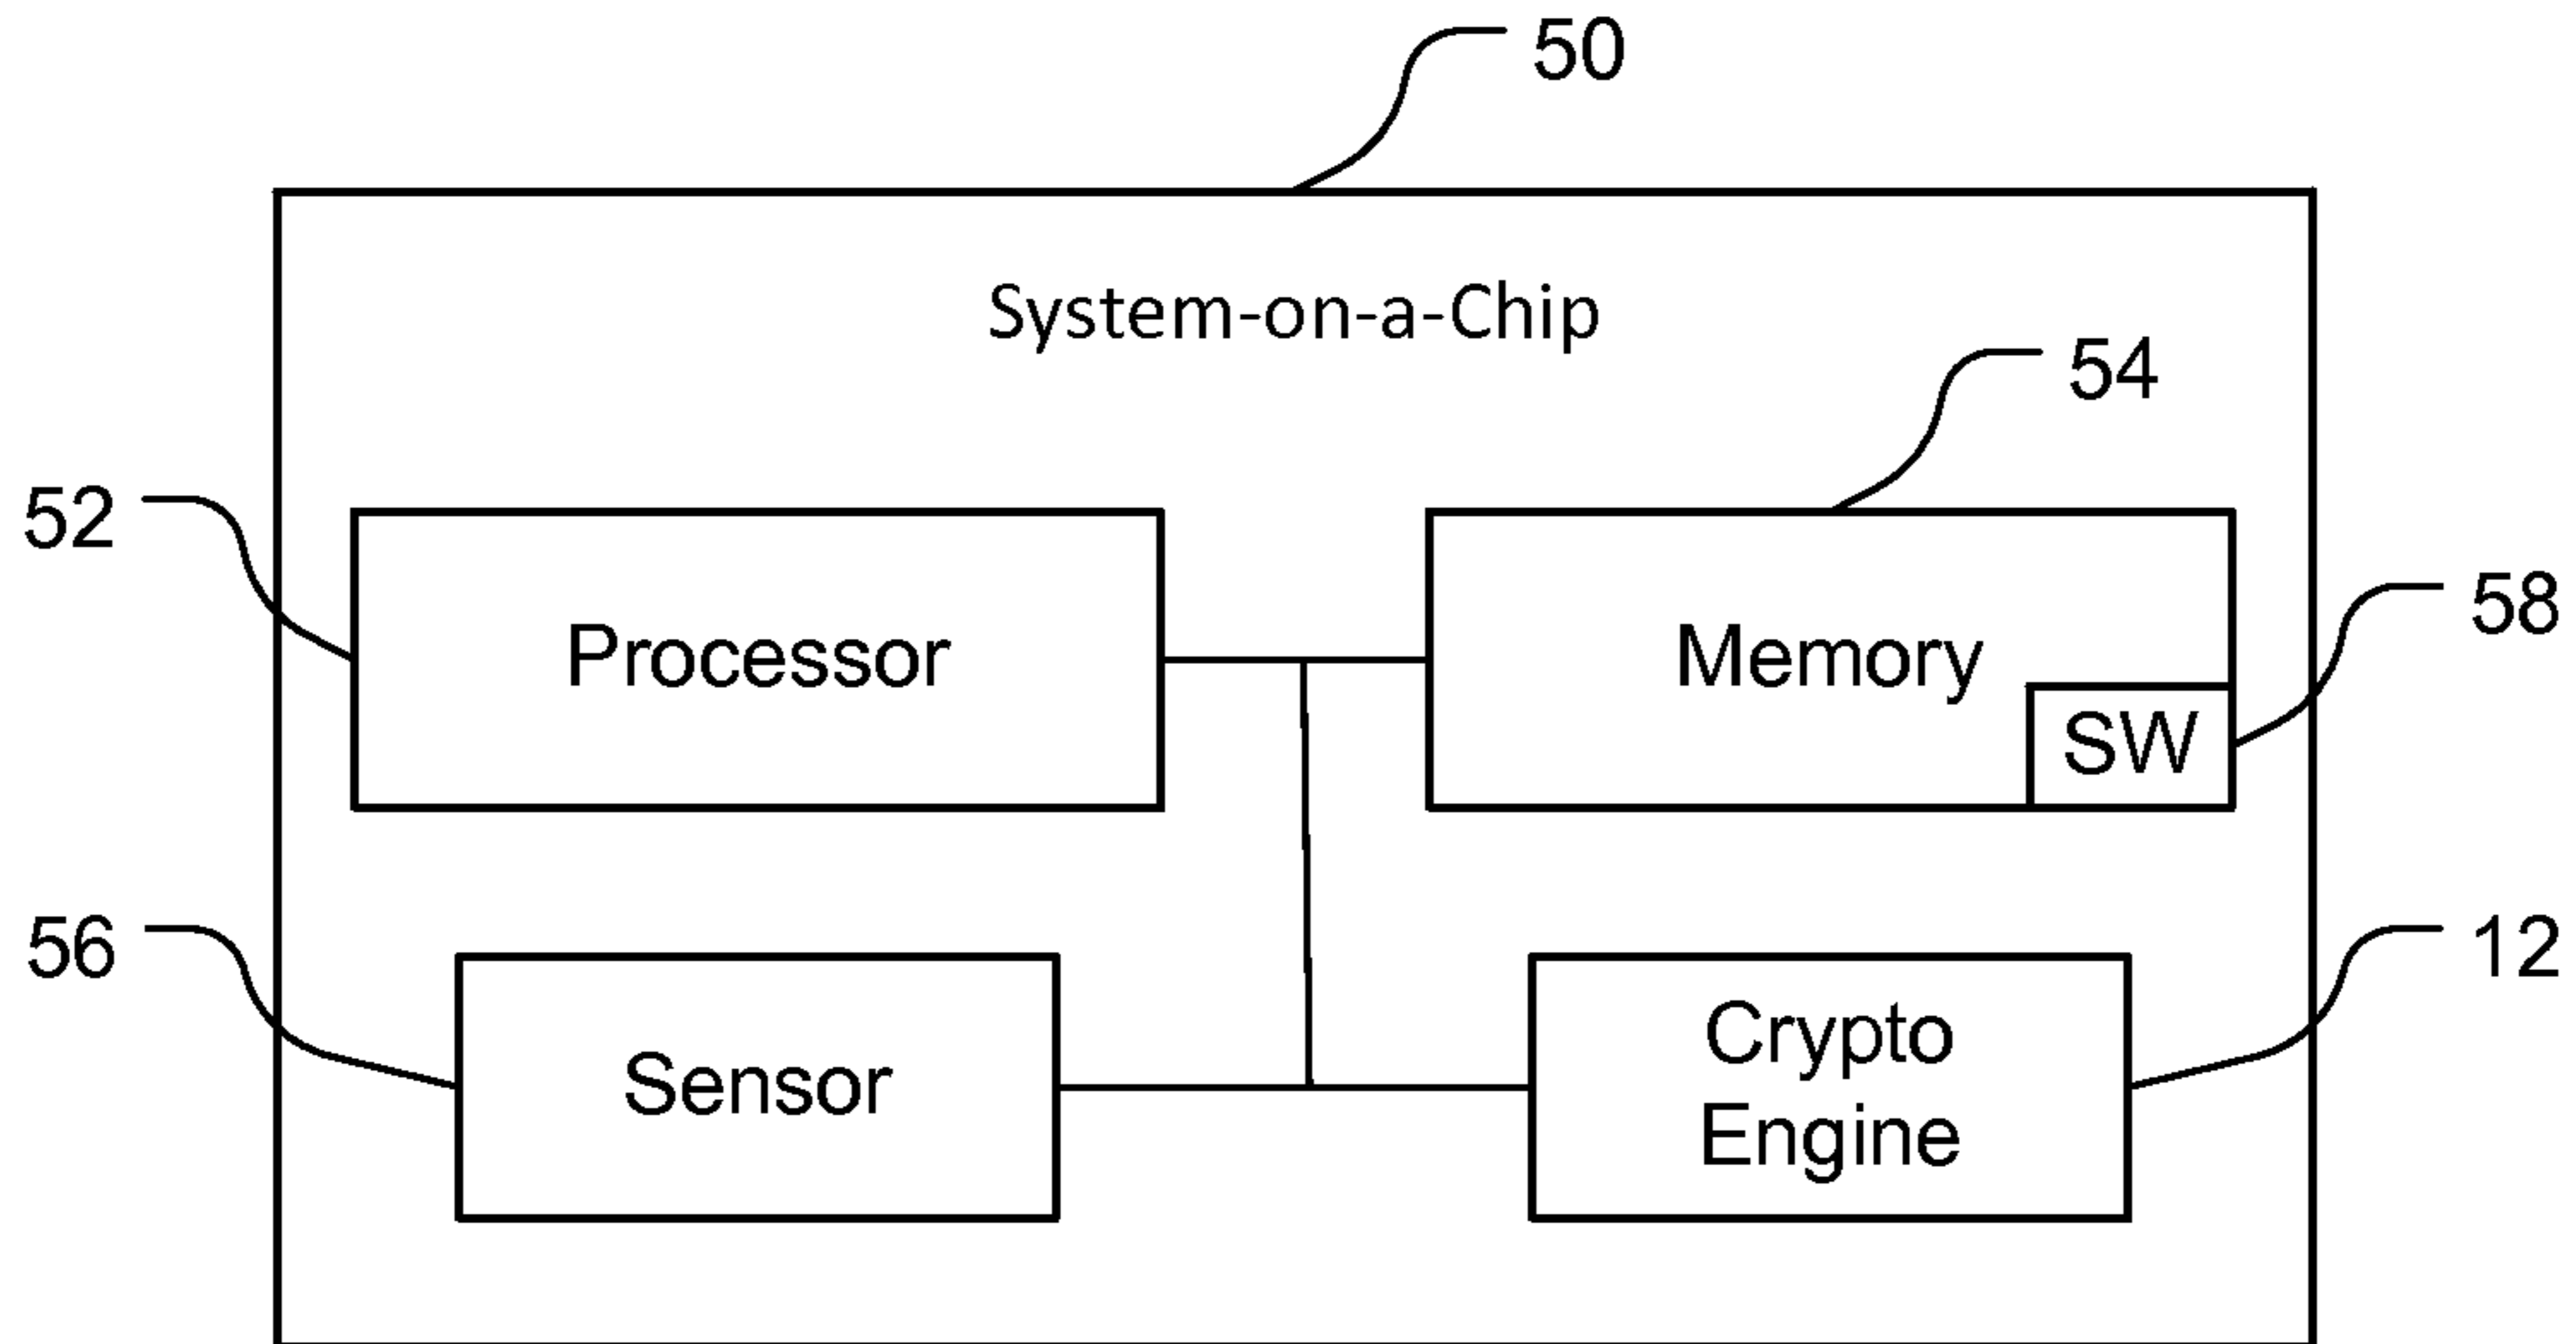 50
System-on-a-Chip
54
52
Processor
Memory
58
SW
56
Sensor
Crypto
Engine
12